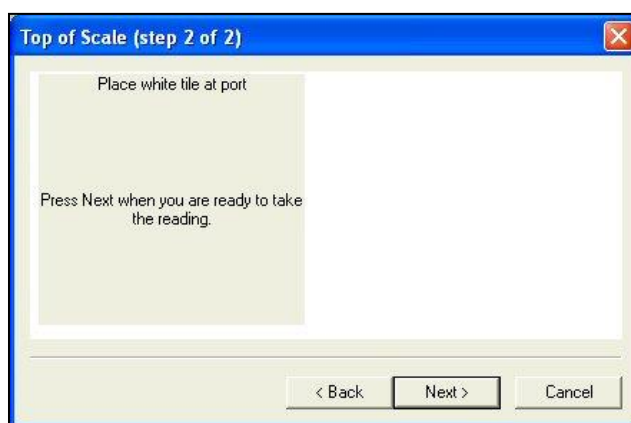 Top of Scale (step 2 of 2)
Place white tile at port
Press Next when you are ready to take
the reading.
< Back
Next >
Cancel